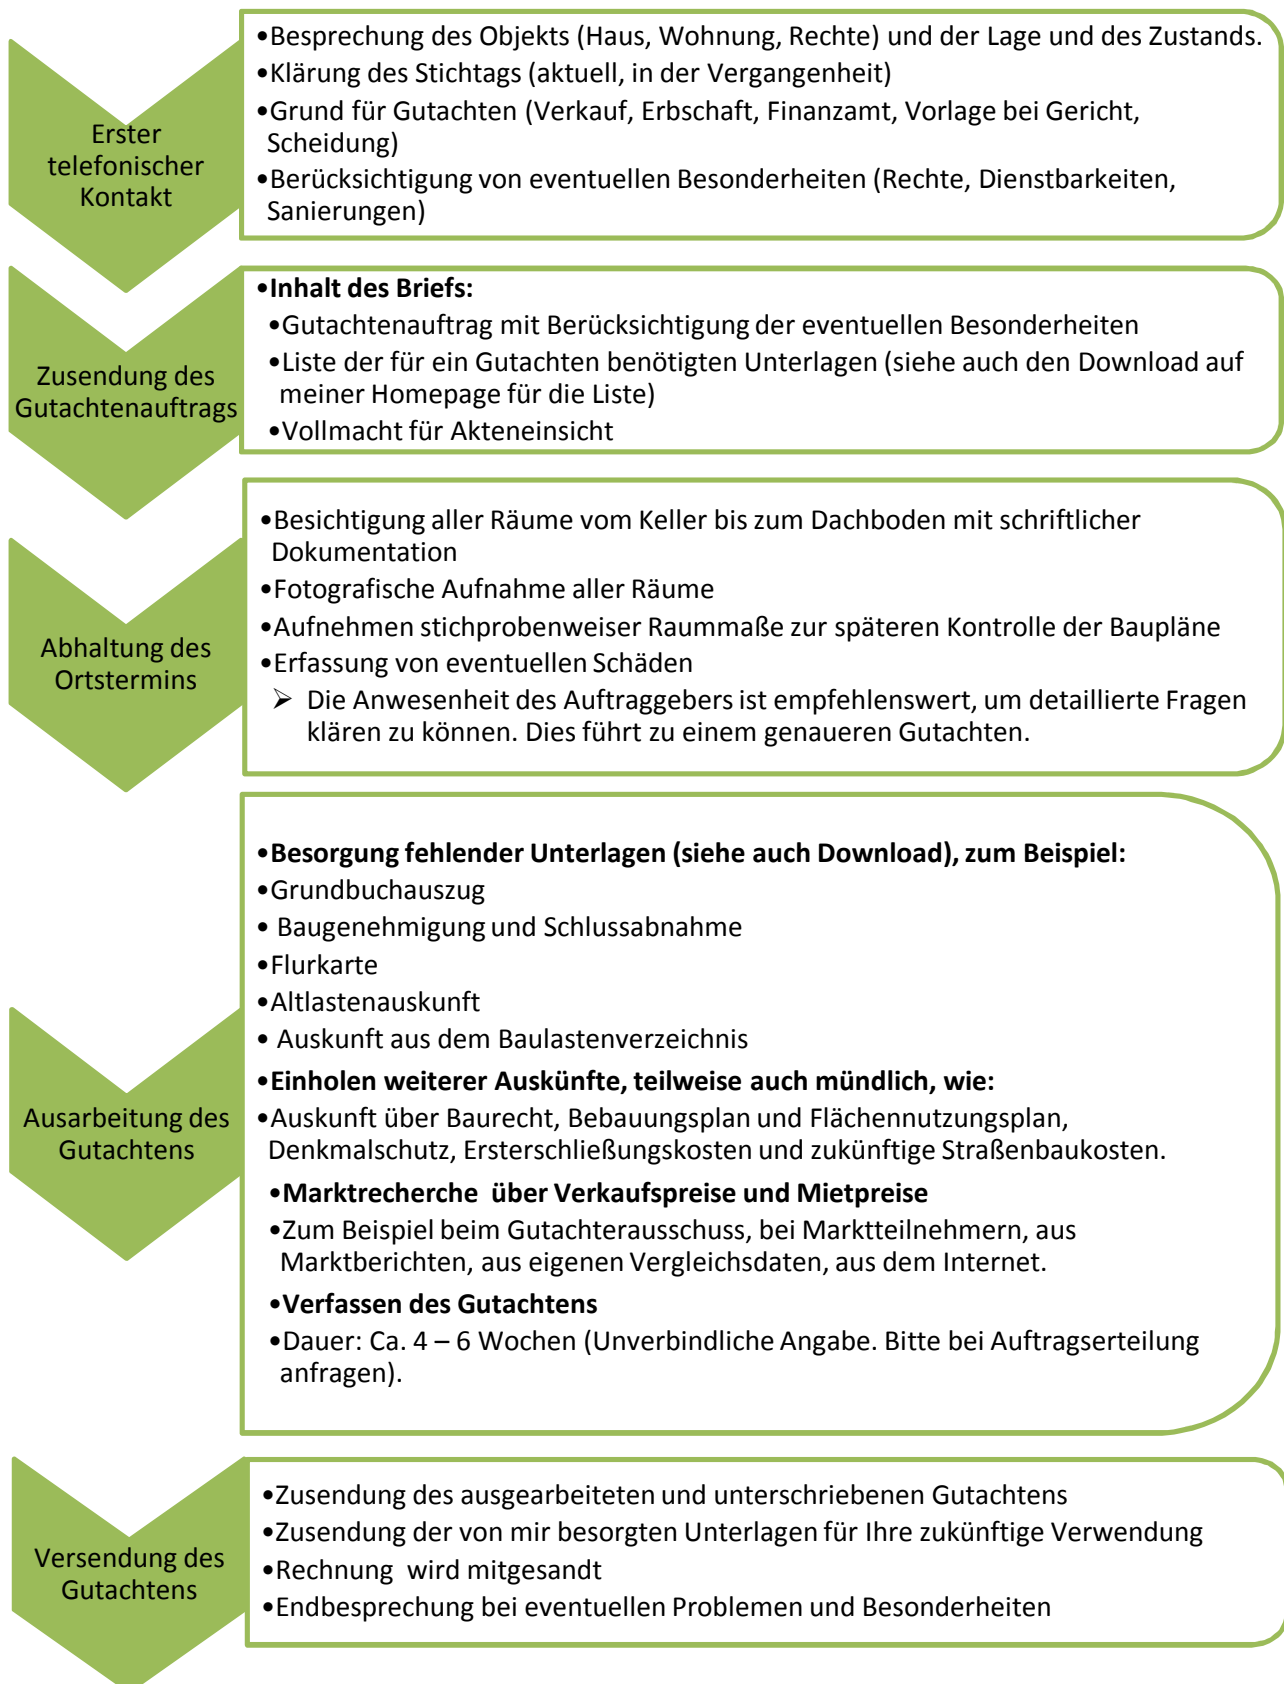 Erster
telefonischer
Kontakt
•Besprechung des Objekts (Haus, Wohnung, Rechte) und der Lage und des Zustands.
•Klärung des Stichtags (aktuell, in der Vergangenheit)
•Grund für Gutachten (Verkauf, Erbschaft, Finanzamt, Vorlage bei Gericht,
Scheidung)
•Berücksichtigung von eventuellen Besonderheiten (Rechte, Dienstbarkeiten,
Sanierungen)
Zusendung des
Gutachtenauftrags
•Inhalt des Briefs:
•Gutachtenauftrag mit Berücksichtigung der eventuellen Besonderheiten
•Liste der für ein Gutachten benötigten Unterlagen (siehe auch den Download auf
meiner Homepage für die Liste)
•Vollmacht für Akteneinsicht
Abhaltung des
Ortstermins
•Besichtigung aller Räume vom Keller bis zum Dachboden mit schriftlicher
Dokumentation
•Fotografische Aufnahme aller Räume
•Aufnehmen stichprobenweiser Raummaße zur späteren Kontrolle der Baupläne
•Erfassung von eventuellen Schäden
➢ Die Anwesenheit des Auftraggebers ist empfehlenswert, um detaillierte Fragen
klären zu können. Dies führt zu einem genaueren Gutachten.
Ausarbeitung des
Gutachtens
•Besorgung fehlender Unterlagen (siehe auch Download), zum Beispiel:
•Grundbuchauszug
• Baugenehmigung und Schlussabnahme
•Flurkarte
•Altlastenauskunft
• Auskunft aus dem Baulastenverzeichnis
•Einholen weiterer Auskünfte, teilweise auch mündlich, wie:
•Auskunft über Baurecht, Bebauungsplan und Flächennutzungsplan,
Denkmalschutz, Ersterschließungskosten und zukünftige Straßenbaukosten.
•Marktrecherche über Verkaufspreise und Mietpreise
•Zum Beispiel beim Gutachterausschuss, bei Marktteilnehmern, aus
Marktberichten, aus eigenen Vergleichsdaten, aus dem Internet.
•Verfassen des Gutachtens
•Dauer: Ca. 4 – 6 Wochen (Unverbindliche Angabe. Bitte bei Auftragserteilung
anfragen).
Versendung des
Gutachtens
•Zusendung des ausgearbeiteten und unterschriebenen Gutachtens
•Zusendung der von mir besorgten Unterlagen für Ihre zukünftige Verwendung
•Rechnung wird mitgesandt
•Endbesprechung bei eventuellen Problemen und Besonderheiten